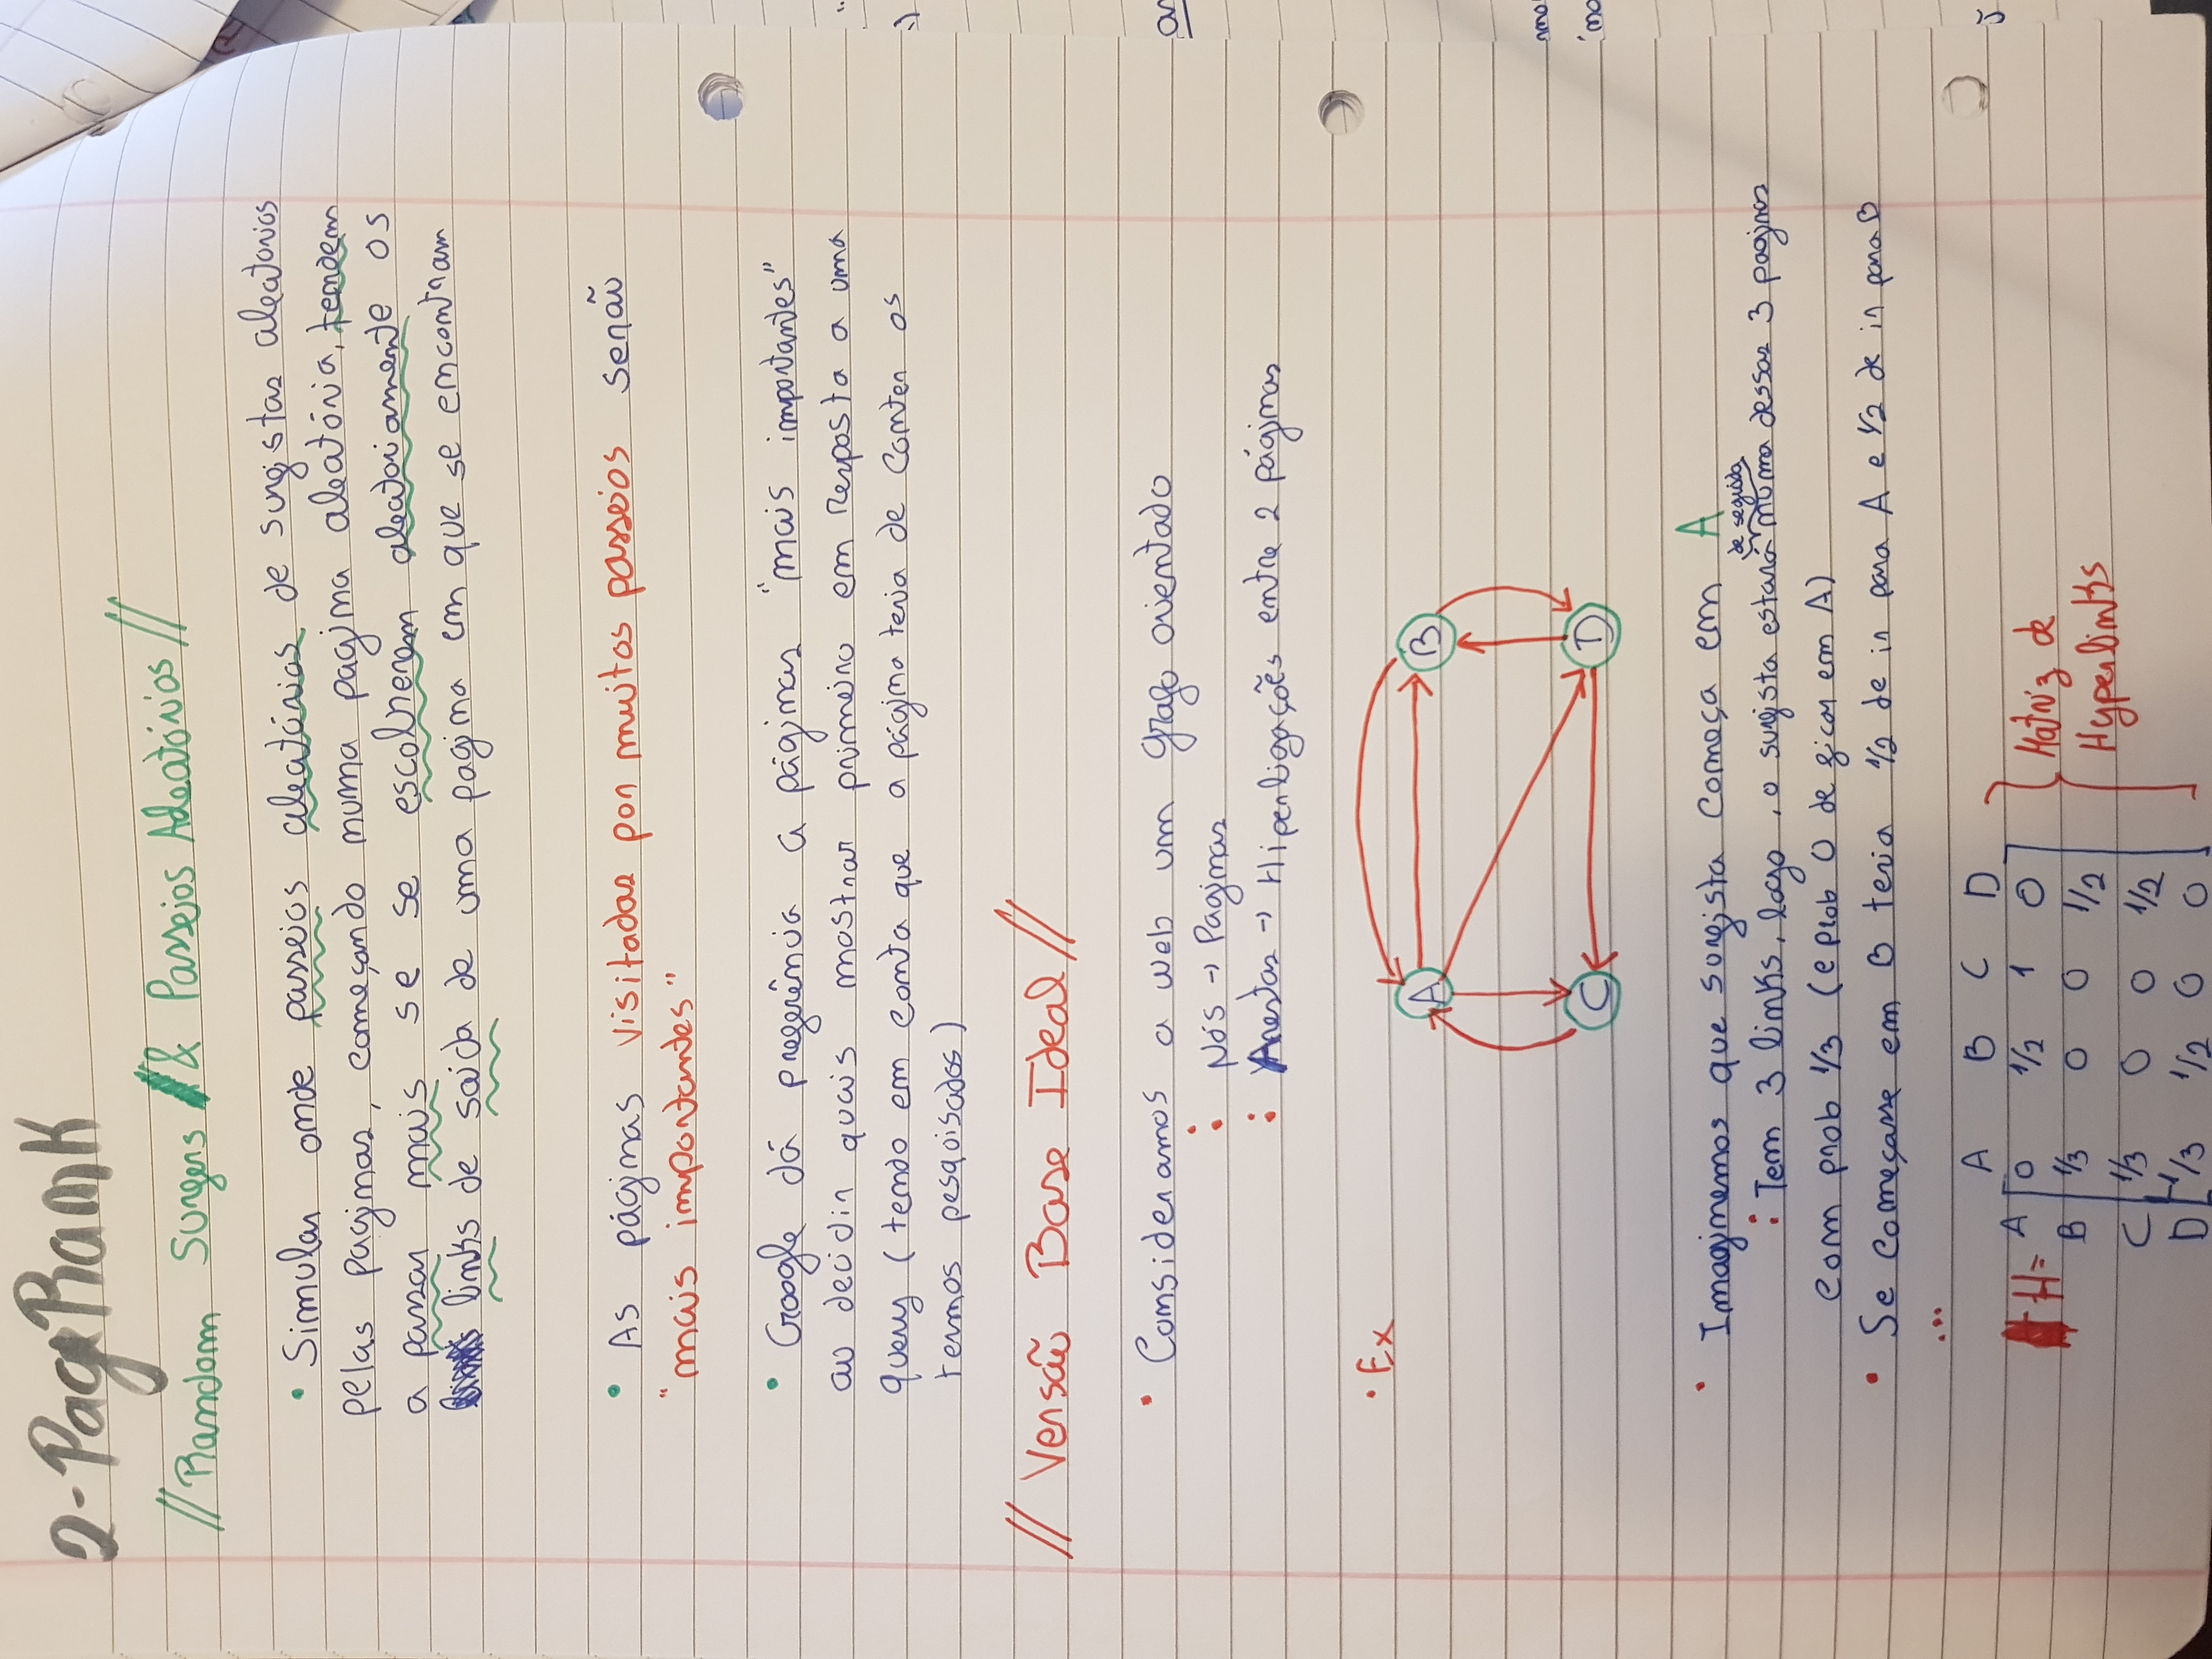 2-PageRank
// Random Surfers & Passeios Aleatórios //
• Simular onde passeios aleatórios de surfistas aleatorios
pelas paginas, começando numa pagina aleatória, tendem
a passar mais se se escolherem aleatoriamente os
links de saida de uma pagina em que se encontram
• As páginas visitadas por muitos passeios serão
"mais importantes"
• Google dá preferência a páginas "mais importantes"
ao decidir quais mostrar primeiro em resposta a uma
query (tendo em conta que a página teria de conter os
termos pesquisados)
// Versão Base Ideal //
• Consideramos a web um grafo orientado
: Nós → Paginas
: Arestas → Hiperligações entre 2 páginas
• Ex
A B
C D
• Imaginemos que surfista começa em A
de seguida
: Tem 3 links, logo, o surfista estará numa dessas 3 paginas
com prob 1/3 (e prob 0 de ficar em A)
• Se começasse em B teria 1/2 de ir para A e 1/2 de ir para B
...
A B C D
H= A 0 1/2 1 0
B 1/3 0 0 1/2
C 1/3 0 0 1/2
D 1/3 1/2 0 0
Matriz de
Hyperlinks